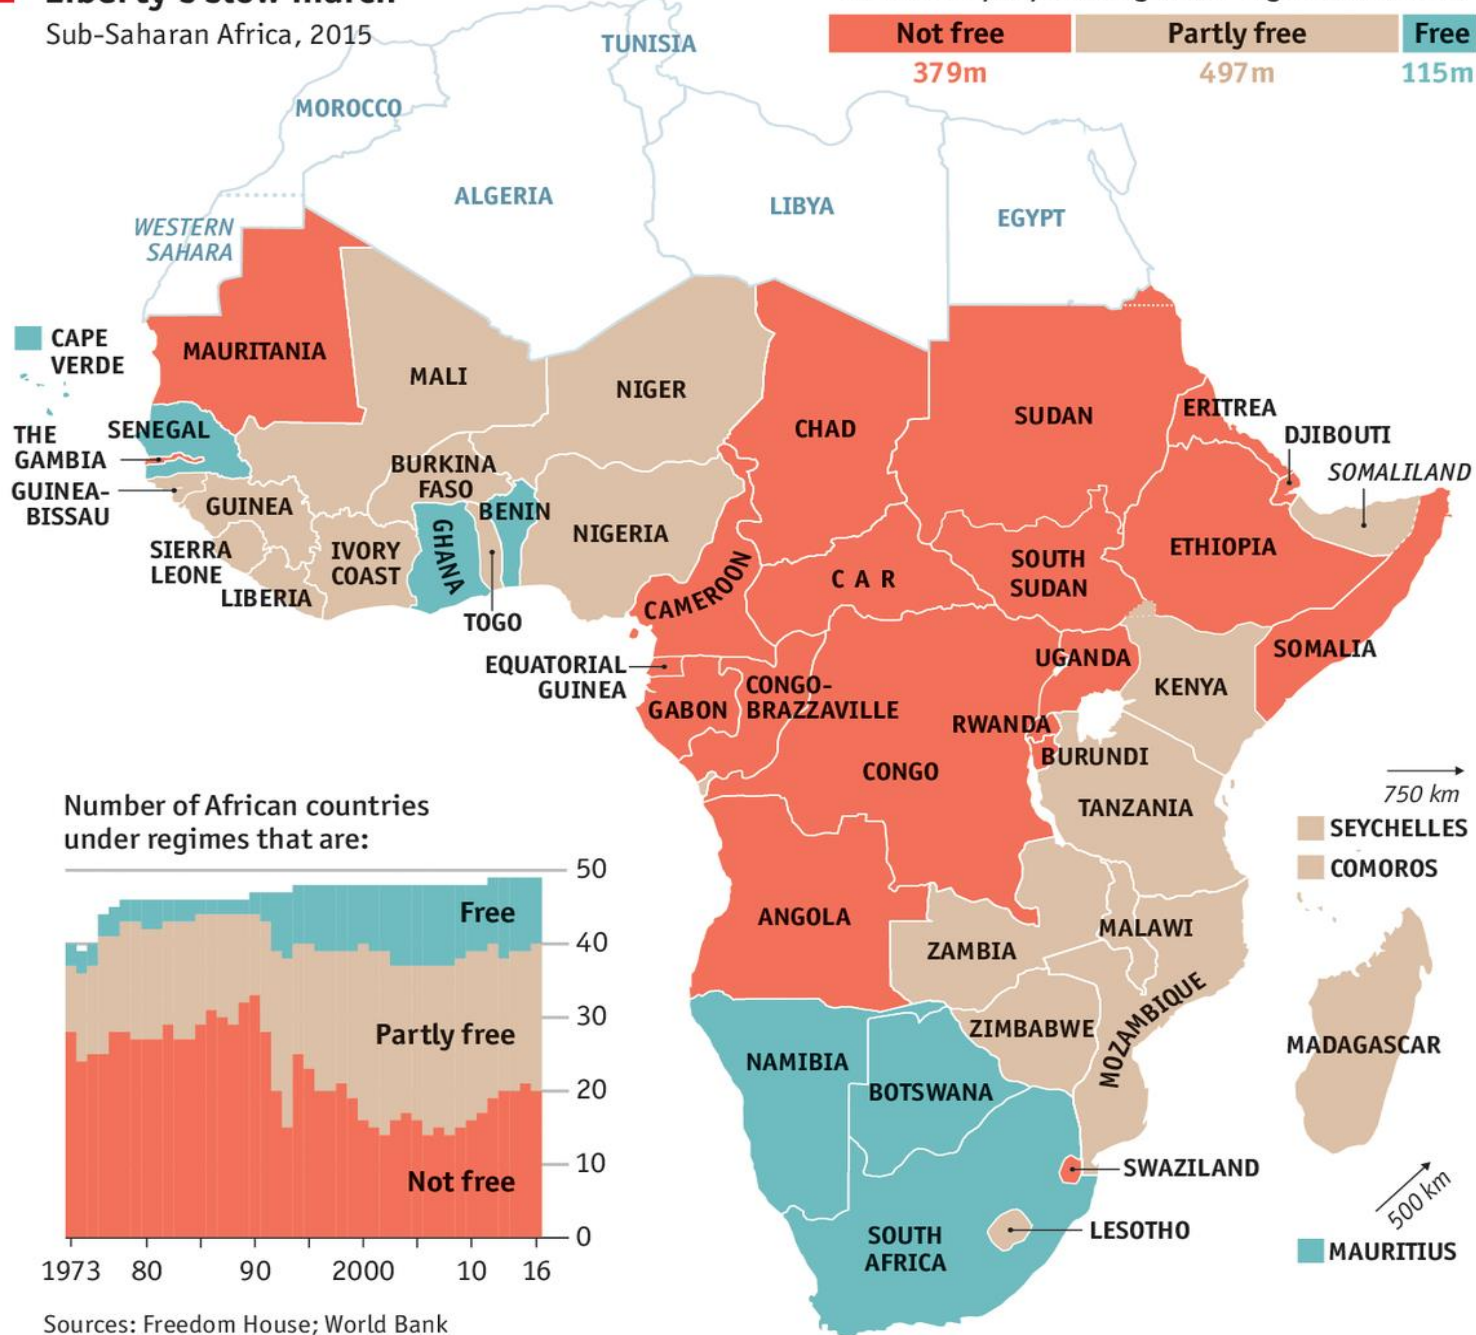 Liberty's slow march
Sub-Saharan Africa, 2015
Not free
Partly free
Free
379m
497m
115m
TUNISIA
MOROCCO
ALGERIA
LIBYA
EGYPT
WESTERN
SAHARA
CAPE
VERDE
MAURITANIA
MALI
NIGER
CHAD
SUDAN
ERITREA
DJIBOUTI
SOMALILAND
THE
GAMBIA
SENEGAL
GUINEA-
BISSAU
GUINEA
BURKINA
FASO
BENIN
GHANA
NIGERIA
SIERRA
LEONE
IVORY
COAST
LIBERIA
TOGO
CAMEROON
C A R
SOUTH
SUDAN
ETHIOPIA
SOMALIA
EQUATORIAL
GUINEA
GABON
CONGO-
BRAZZAVILLE
UGANDA
KENYA
RWANDA
BURUNDI
CONGO
TANZANIA
750 km
SEYCHELLES
COMOROS
ANGOLA
ZAMBIA
MALAWI
MOZAMBIQUE
ZIMBABWE
MADAGASCAR
NAMIBIA
BOTSWANA
SWAZILAND
LESOTHO
SOUTH
AFRICA
500 km
MAURITIUS
Number of African countries
under regimes that are:
50
Free
40
30
Partly free
20
10
Not free
0
1973 80 90 2000 10 16
Sources: Freedom House; World Bank